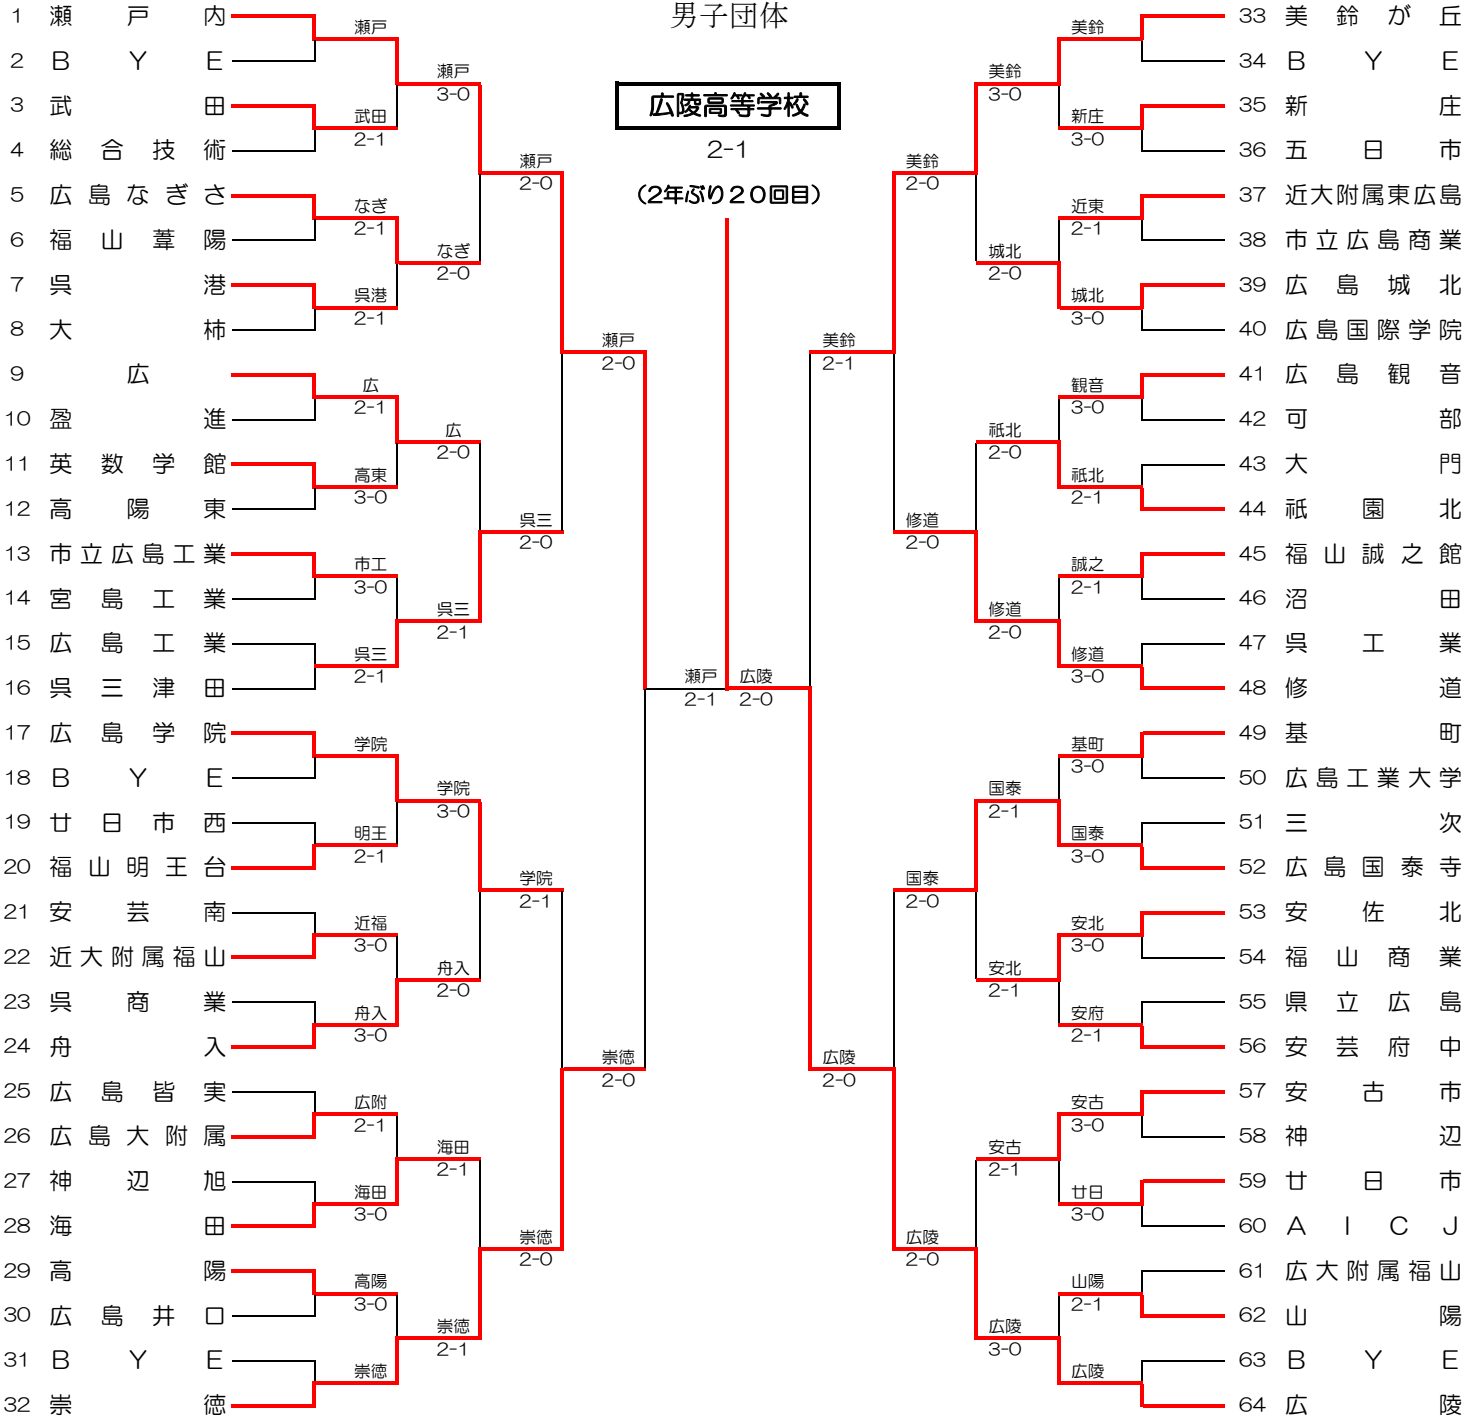 男子団体
広陵高等学校
2-1
(2年ぶり20回目)
1 瀬戸内
2 BYE
3 武田
4 総合技術
5 広島なぎさ
6 福山葦陽
7 呉港
8 大柿
9 広
10 盈進
11 英数学館
12 高陽東
13 市立広島工業
14 宮島工業
15 広島工業
16 呉三津田
17 広島学院
18 BYE
19 廿日市西
20 福山明王台
21 安芸南
22 近大附属福山
23 呉商業
24 舟入
25 広島皆実
26 広島大附属
27 神辺旭
28 海田
29 高陽
30 広島井口
31 BYE
32 崇徳
瀬戸
武田
2-1
なぎ
2-1
呉港
2-1
広
2-1
高東
3-0
市工
3-0
呉三
2-1
学院
明王
2-1
近福
3-0
舟入
3-0
広附
2-1
海田
3-0
高陽
3-0
崇徳
瀬戸
3-0
なぎ
2-0
広
2-0
呉三
2-1
学院
3-0
舟入
2-0
海田
2-1
崇徳
2-1
瀬戸
2-0
呉三
2-0
学院
2-1
崇徳
2-0
瀬戸
2-0
崇徳
2-0
瀬戸
2-1
広陵
2-0
美鈴
2-1
広陵
2-0
美鈴
2-0
修道
2-0
国泰
2-0
広陵
2-0
美鈴
3-0
城北
2-0
祇北
2-0
修道
2-0
国泰
2-1
安北
2-1
安古
2-1
広陵
3-0
美鈴
新庄
3-0
近東
2-1
城北
3-0
観音
3-0
祇北
2-1
誠之
2-1
修道
3-0
基町
3-0
国泰
3-0
安北
3-0
安府
2-1
安古
3-0
廿日
3-0
山陽
2-1
広陵
33 美鈴が丘
34 BYE
35 新庄
36 五日市
37 近大附属東広島
38 市立広島商業
39 広島城北
40 広島国際学院
41 広島観音
42 可部
43 大門
44 祇園北
45 福山誠之館
46 沼田
47 呉工業
48 修道
49 基町
50 広島工業大学
51 三次
52 広島国泰寺
53 安佐北
54 福山商業
55 県立広島
56 安芸府中
57 安古市
58 神辺
59 廿日市
60 AICJ
61 広大附属福山
62 山陽
63 BYE
64 広陵